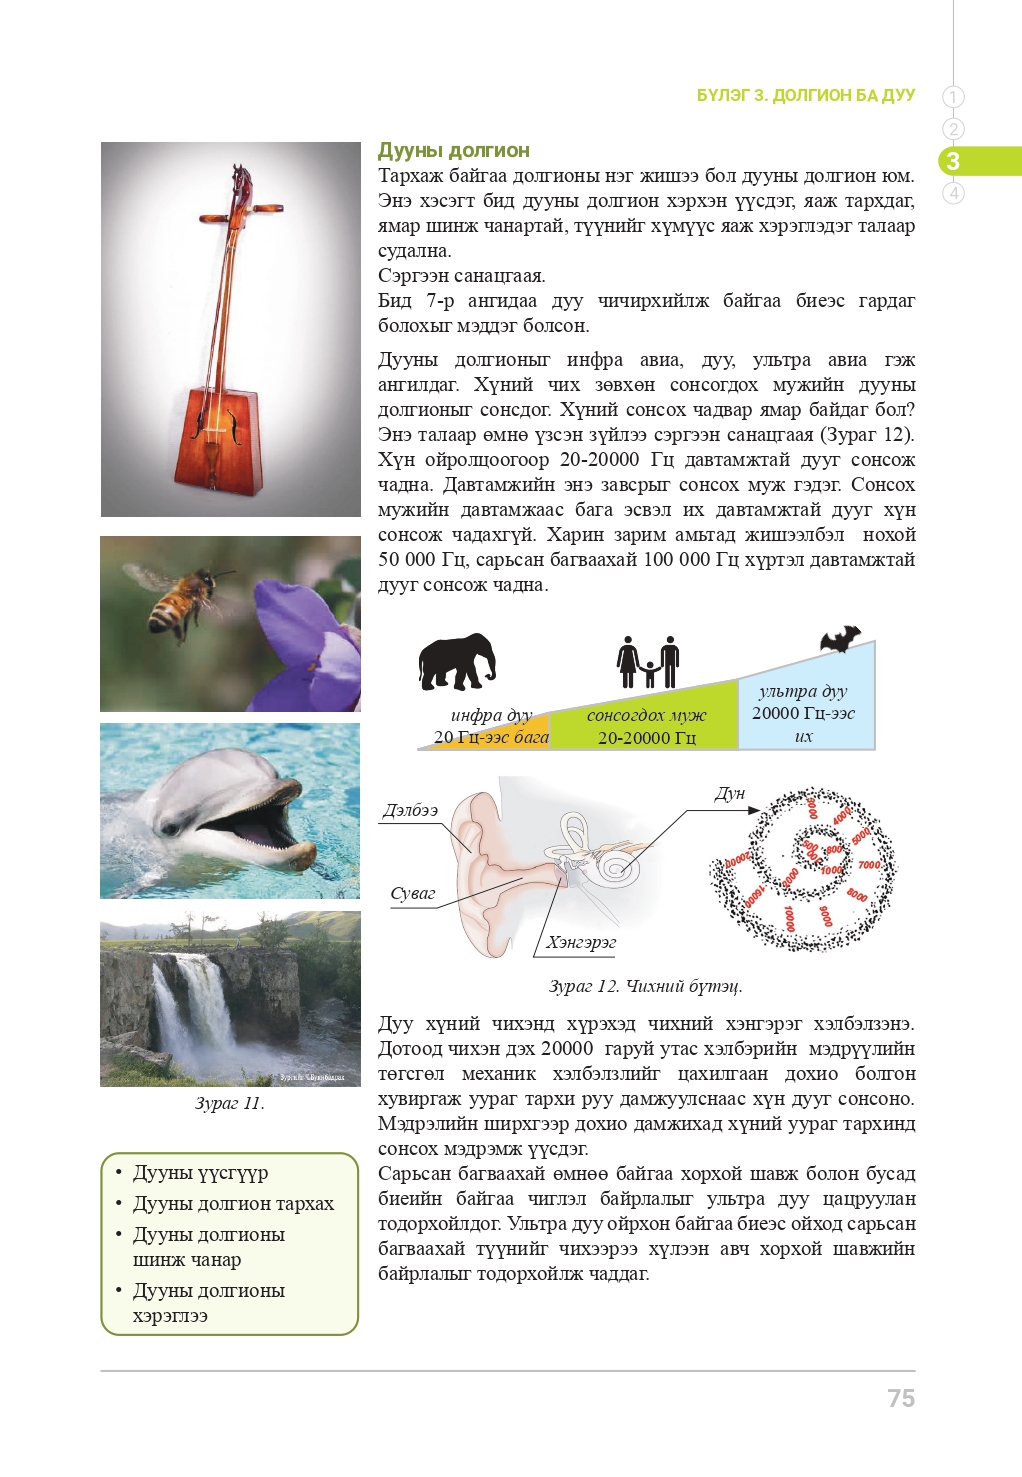 БҮЛЭГ 3. ДОЛГИОН БА ДУУ
1
2
3
4
Дууны долгион
Тархаж байгаа долгионы нэг жишээ бол дууны долгион юм.
Энэ хэсэгт бид дууны долгион хэрхэн үүсдэг, яаж тархдаг,
ямар шинж чанартай, түүнийг хүмүүс яаж хэрэглэдэг талаар
судална.
Сэргээн санацгаая.
Бид 7-р ангидаа дуу чичирхийлж байгаа биеэс гардаг
болохыг мэддэг болсон.
Дууны долгионыг инфра авиа, дуу, ультра авиа гэж
ангилдаг. Хүний чих зөвхөн сонсогдох мужийн дууны
долгионыг сонсдог. Хүний сонсох чадвар ямар байдаг бол?
Энэ талаар өмнө үзсэн зүйлээ сэргээн санацгаая (Зураг 12).
Хүн ойролцоогоор 20-20000 Гц давтамжтай дууг сонсож
чадна. Давтамжийн энэ завсрыг сонсох муж гэдэг. Сонсох
мужийн давтамжаас бага эсвэл их давтамжтай дууг хүн
сонсож чадахгүй. Харин зарим амьтад жишээлбэл нохой
50 000 Гц, сарьсан багваахай 100 000 Гц хүртэл давтамжтай
дууг сонсож чадна.
инфра дуу
20 Гц-ээс бага
сонсогдох муж
20-20000 Гц
ультра дуу
20000 Гц-ээс
их
Дэлбээ
Суваг
Хэнгэрэг
Дун
3000
4000
5000
7000
8000
9000
10000
16000
20000
2000
1000
800
500
Зураг 12. Чихний бүтэц.
Дуу хүний чихэнд хүрэхэд чихний хэнгэрэг хэлбэлзэнэ.
Дотоод чихэн дэх 20000 гаруй утас хэлбэрийн мэдрүүлийн
төгсгөл механик хэлбэлзлийг цахилгаан дохио болгон
хувиргаж уураг тархи руу дамжуулснаас хүн дууг сонсоно.
Мэдрэлийн ширхгээр дохио дамжихад хүний уураг тархинд
сонсох мэдрэмж үүсдэг.
Сарьсан багваахай өмнөө байгаа хорхой шавж болон бусад
биеийн байгаа чиглэл байрлалыг ультра дуу цацруулан
тодорхойлдог. Ультра дуу ойрхон байгаа биеэс ойход сарьсан
багваахай түүнийг чихээрээ хүлээн авч хорхой шавжийн
байрлалыг тодорхойлж чаддаг.
Зураг 11.
• Дууны үүсгүүр
• Дууны долгион тархах
• Дууны долгионы
шинж чанар
• Дууны долгионы
хэрэглээ
75